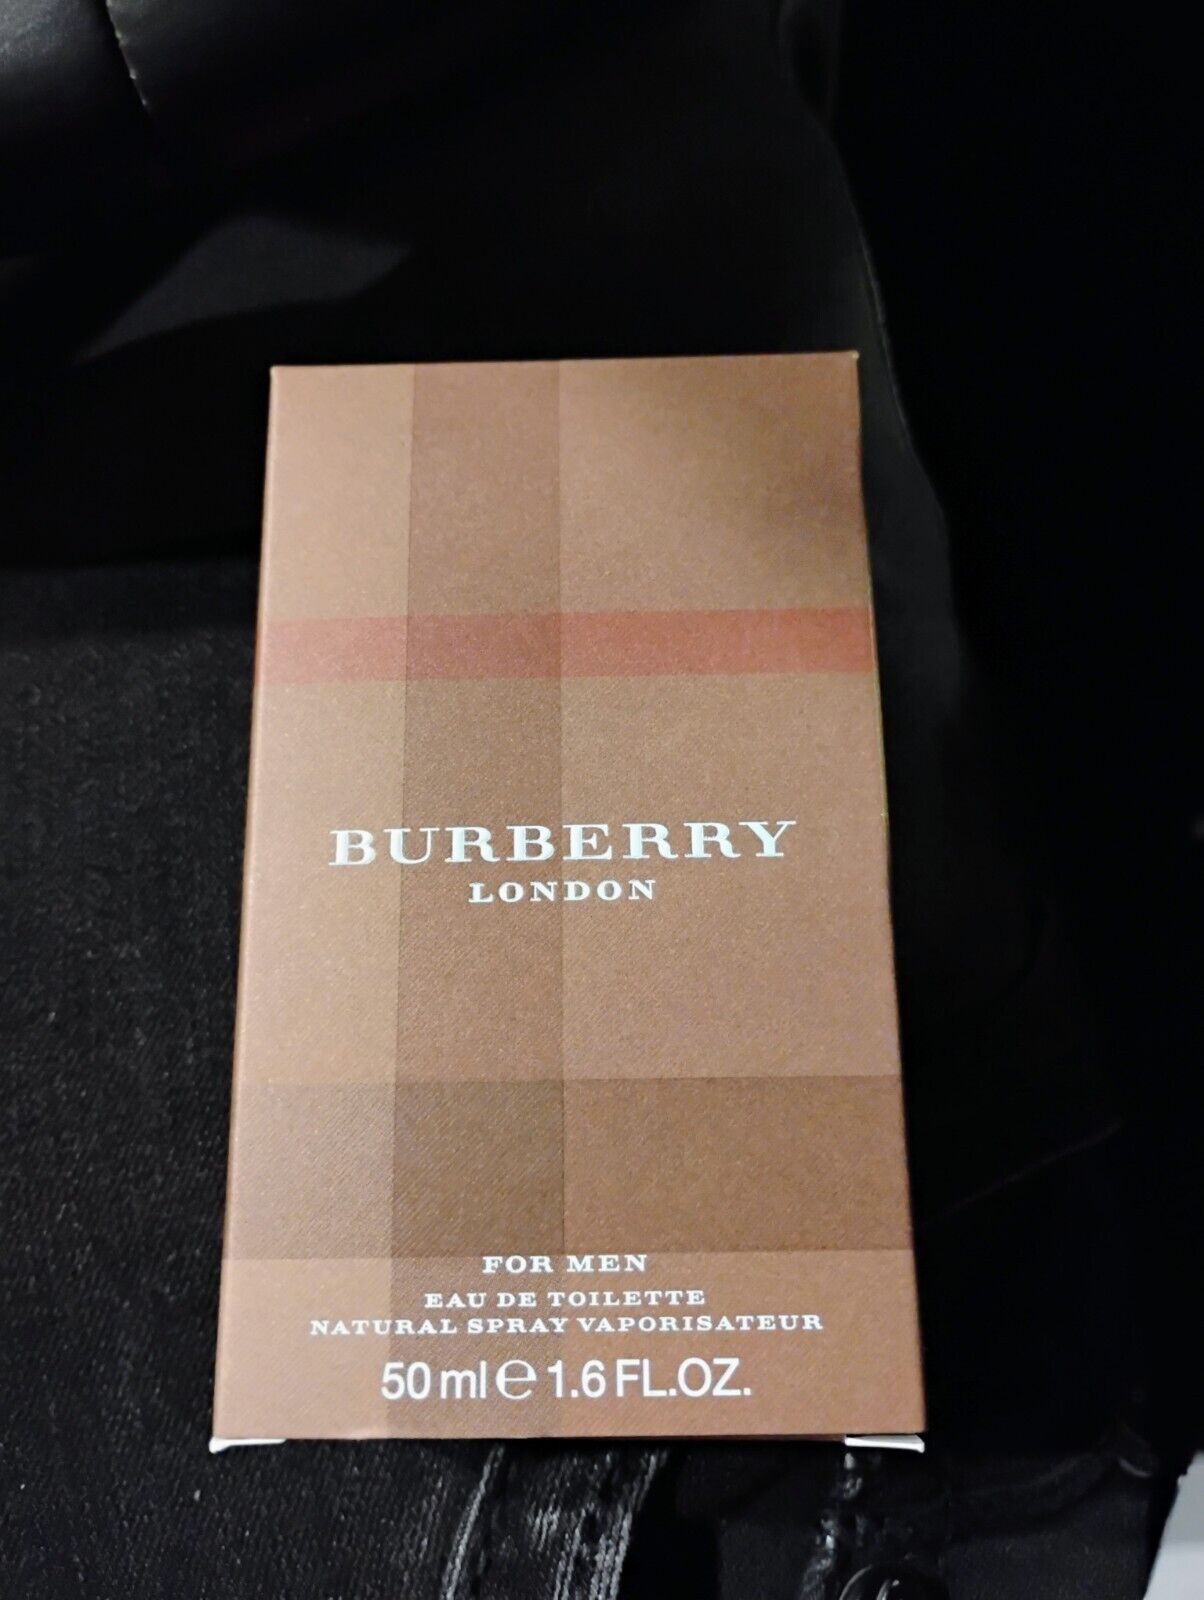 BURBERRY
LONDON
FOR MEN
EAU DE TOILETTE
NATURAL SPRAY VAPORISATEUR
50 ml ℮ 1.6 FL.OZ.